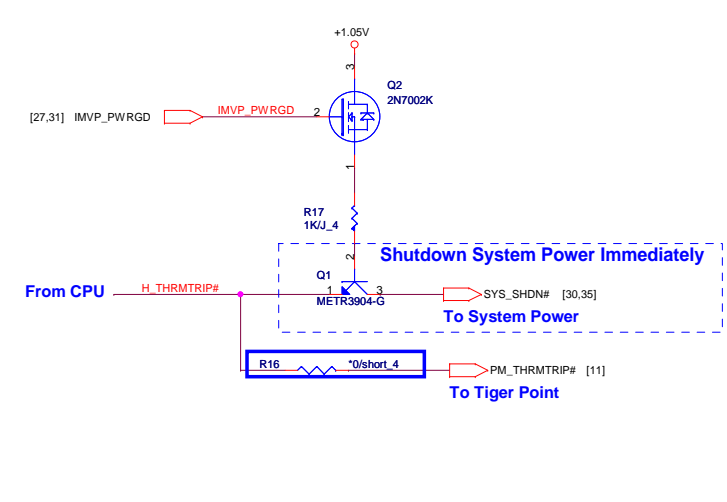 +1.05V
3
Q2
2N7002K
[27,31] IMVP_PWRGD
IMVP_PWRGD
2
1
R17
1K/J_4
2
Shutdown System Power Immediately
Q1
From CPU
H_THRMTRIP#
1
3
METR3904-G
SYS_SHDN# [30,35]
To System Power
R16
*0/short_4
PM_THRMTRIP# [11]
To Tiger Point